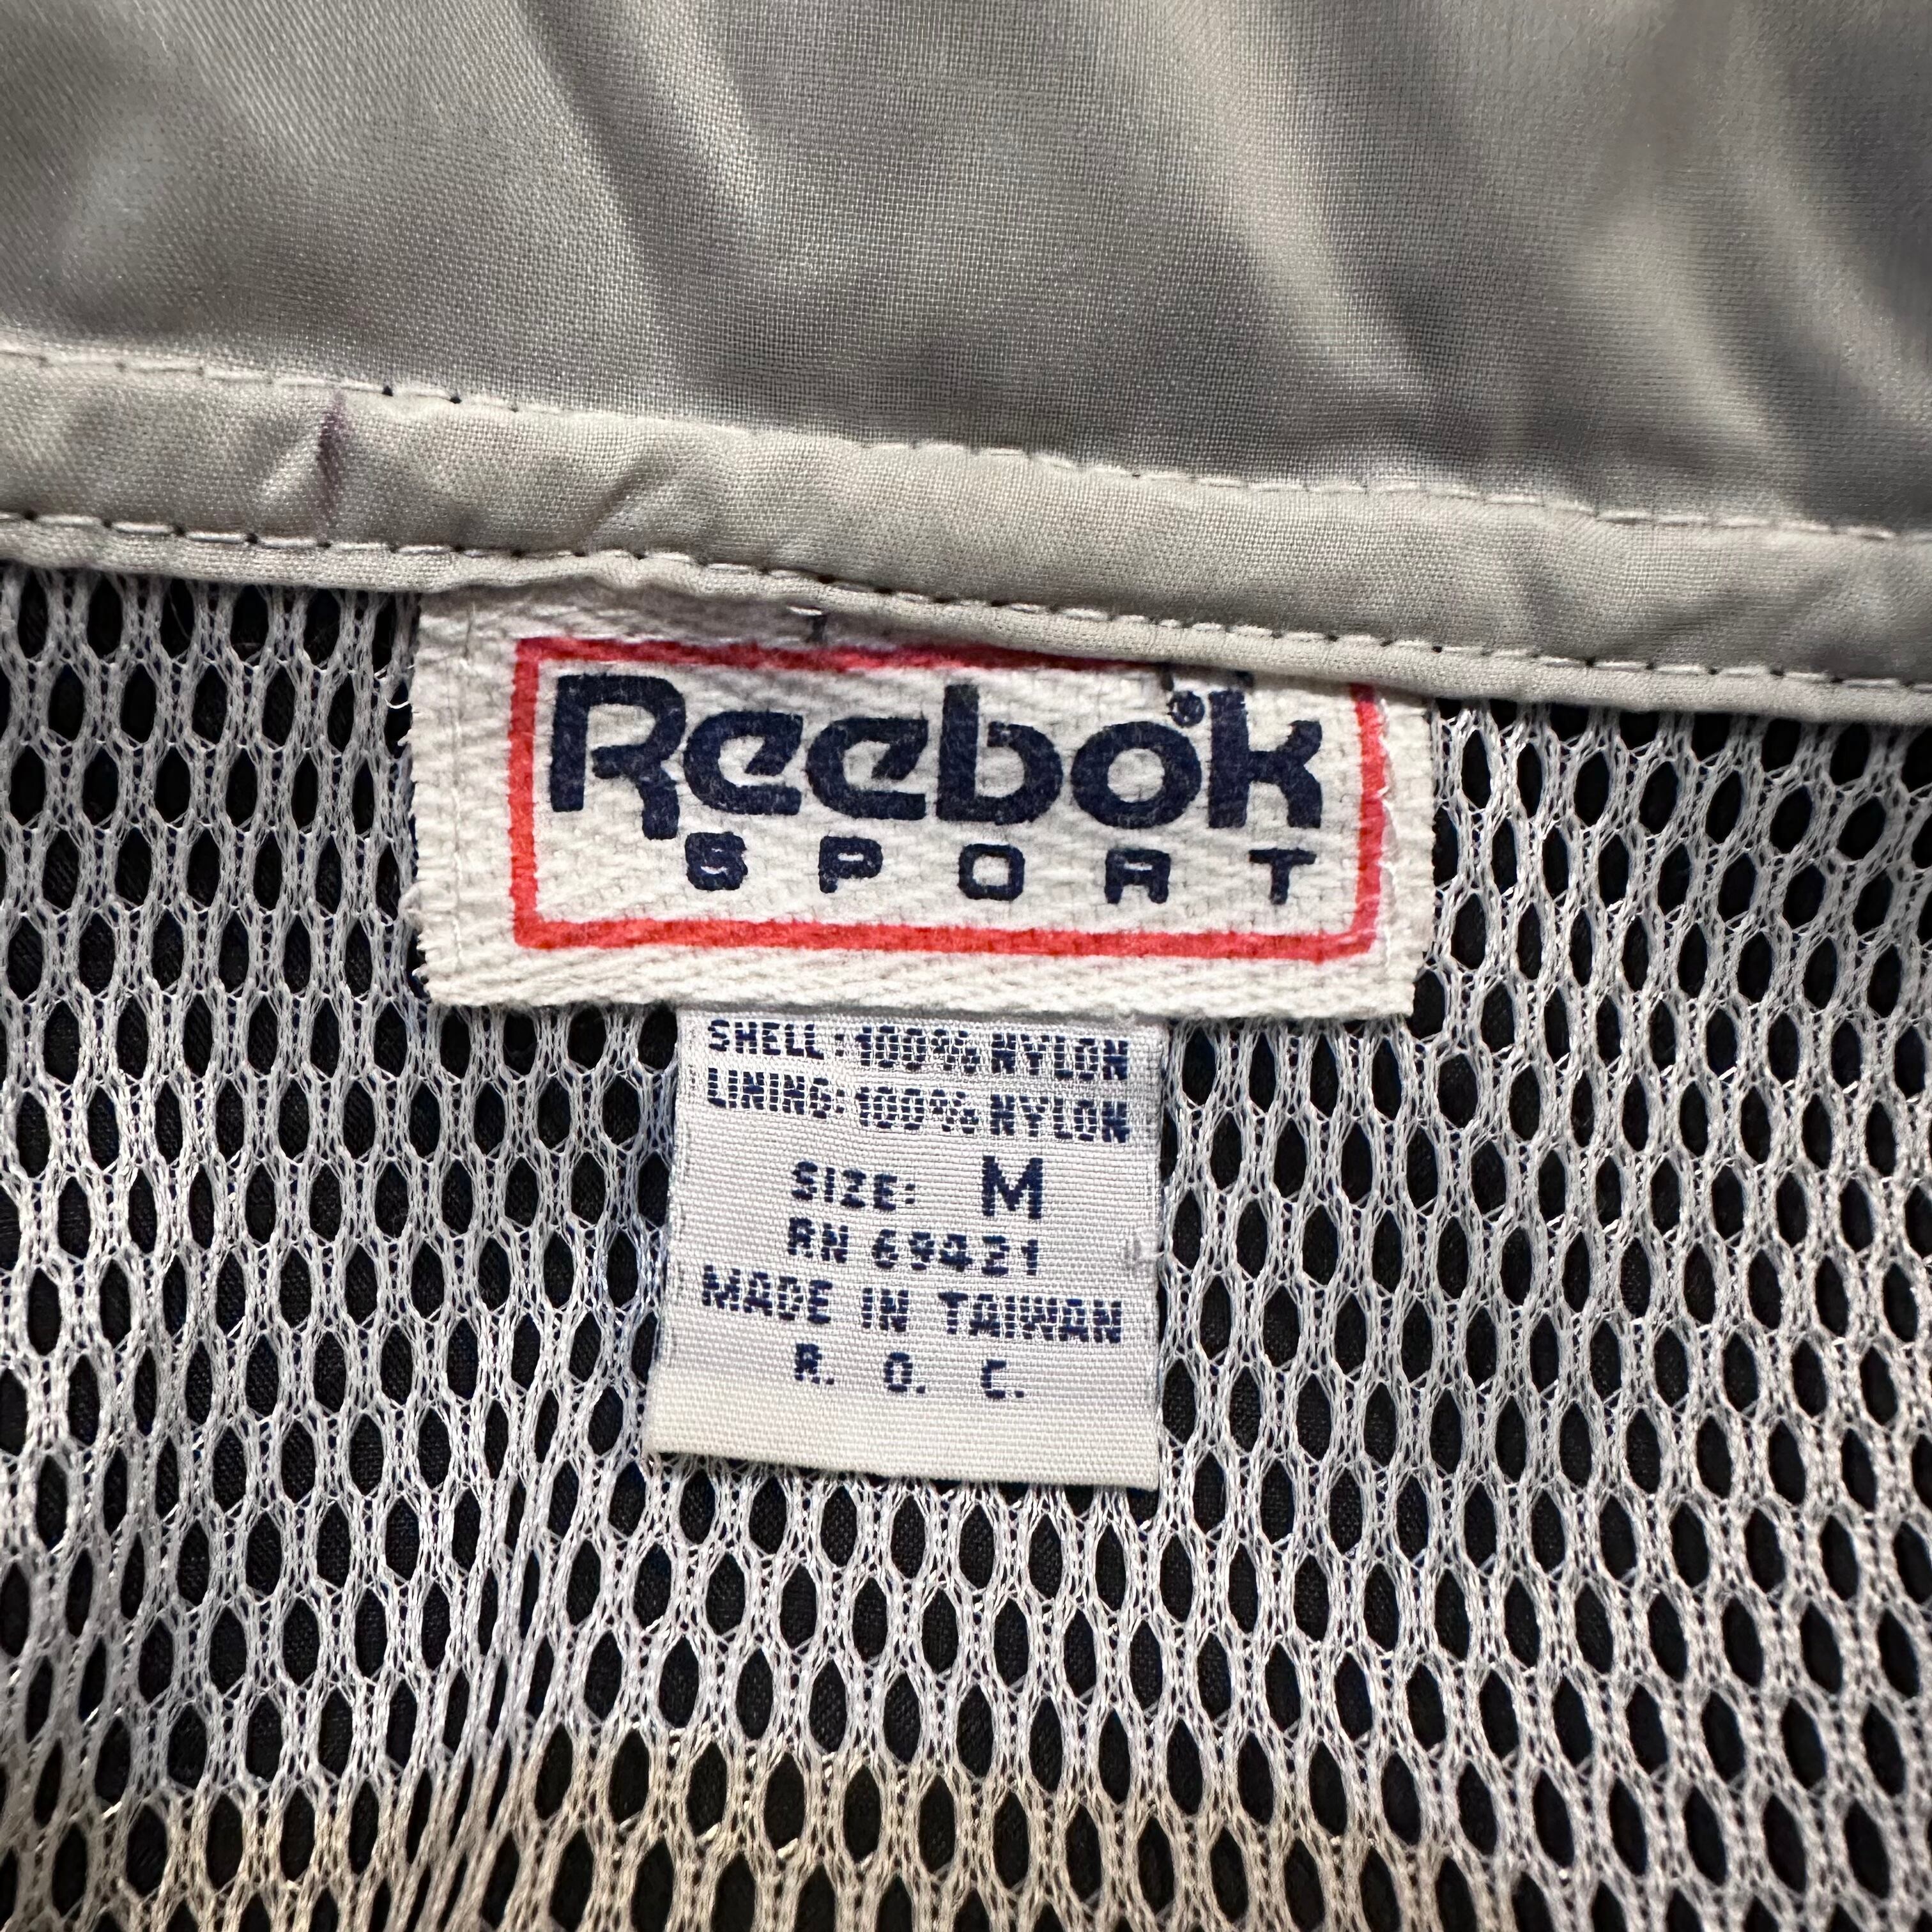 Reebok®
SPORT
SHELL: 100% NYLON
LINING: 100% NYLON
SIZE: M
RN 69421
MADE IN TAIWAN
R. O. C.